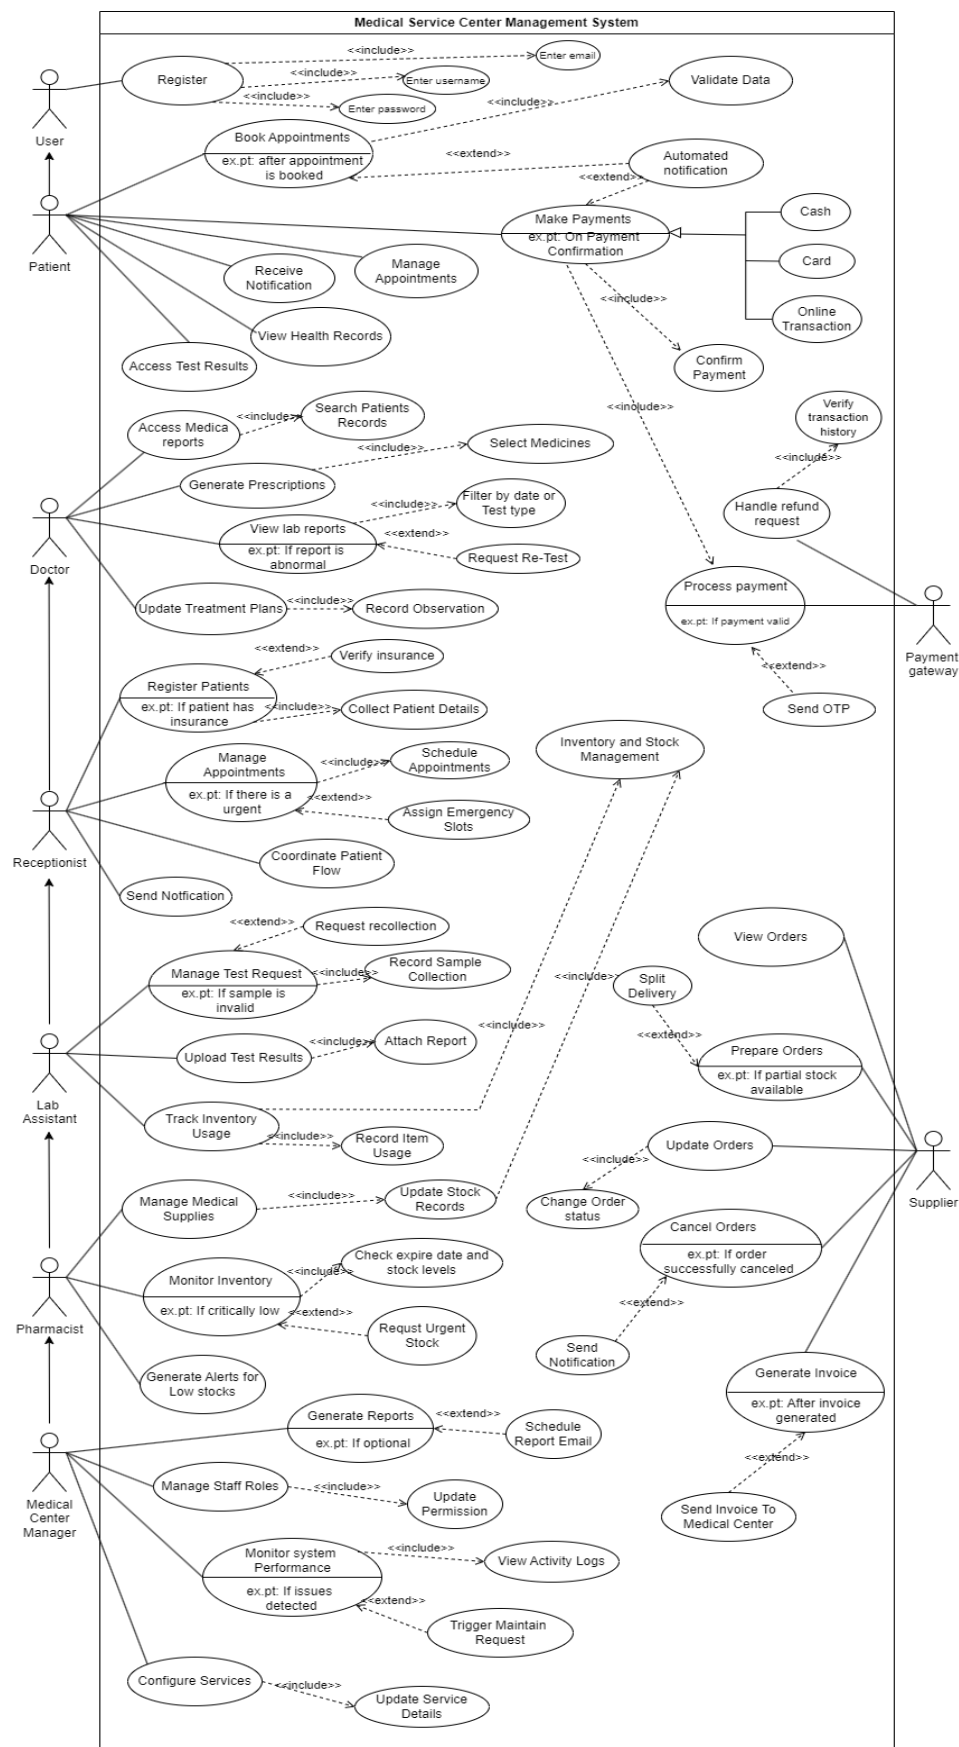 Medical Service Center Management System
User
Register
<<include>>
Enter email
<<include>>
Enter username
<<include>>
Enter password
<<include>>
Validate Data
Patient
Book Appointments
ex.pt: after appointment
is booked
<<extend>>
Automated
notification
<<extend>>
Make Payments
ex.pt: On Payment
Confirmation
Cash
Card
Online
Transaction
Receive
Notification
Manage
Appointments
View Health Records
Access Test Results
<<include>>
Confirm
Payment
<<include>>
Verify
transaction
history
<<include>>
Handle refund
request
Process payment
ex.pt: If payment valid
<<extend>>
Send OTP
Payment
gateway
Doctor
Access Medica
reports
<<include>>
Search Patients
Records
Generate Prescriptions
<<include>>
Select Medicines
View lab reports
ex.pt: If report is
abnormal
<<include>>
Filter by date or
Test type
<<extend>>
Request Re-Test
Update Treatment Plans
<<include>>
Record Observation
Receptionist
<<extend>>
Verify insurance
Register Patients
ex.pt: If patient has
insurance
<<include>>
Collect Patient Details
Manage
Appointments
ex.pt: If there is a
urgent
<<include>>
Schedule
Appointments
<<extend>>
Assign Emergency
Slots
Coordinate Patient
Flow
Send Notfication
Inventory and Stock
Management
Lab
Assistant
<<extend>>
Request recollection
Manage Test Request
ex.pt: If sample is
invalid
<<include>>
Record Sample
Collection
Upload Test Results
<<include>>
Attach Report
Track Inventory
Usage
<<include>>
Record Item
Usage
<<include>>
<<include>>
View Orders
Split
Delivery
<<extend>>
Prepare Orders
ex.pt: If partial stock
available
Update Orders
<<include>>
Change Order
status
Supplier
Cancel Orders
ex.pt: If order
successfully canceled
<<extend>>
Send
Notification
Generate Invoice
ex.pt: After invoice
generated
<<extend>>
Send Invoice To
Medical Center
Pharmacist
Manage Medical
Supplies
<<include>>
Update Stock
Records
Monitor Inventory
ex.pt: If critically low
<<include>>
Check expire date and
stock levels
<<extend>>
Requst Urgent
Stock
Generate Alerts for
Low stocks
Medical
Center
Manager
Generate Reports
ex.pt: If optional
<<extend>>
Schedule
Report Email
Manage Staff Roles
<<include>>
Update
Permission
Monitor system
Performance
ex.pt: If issues
detected
<<include>>
View Activity Logs
<<extend>>
Trigger Maintain
Request
Configure Services
<<include>>
Update Service
Details